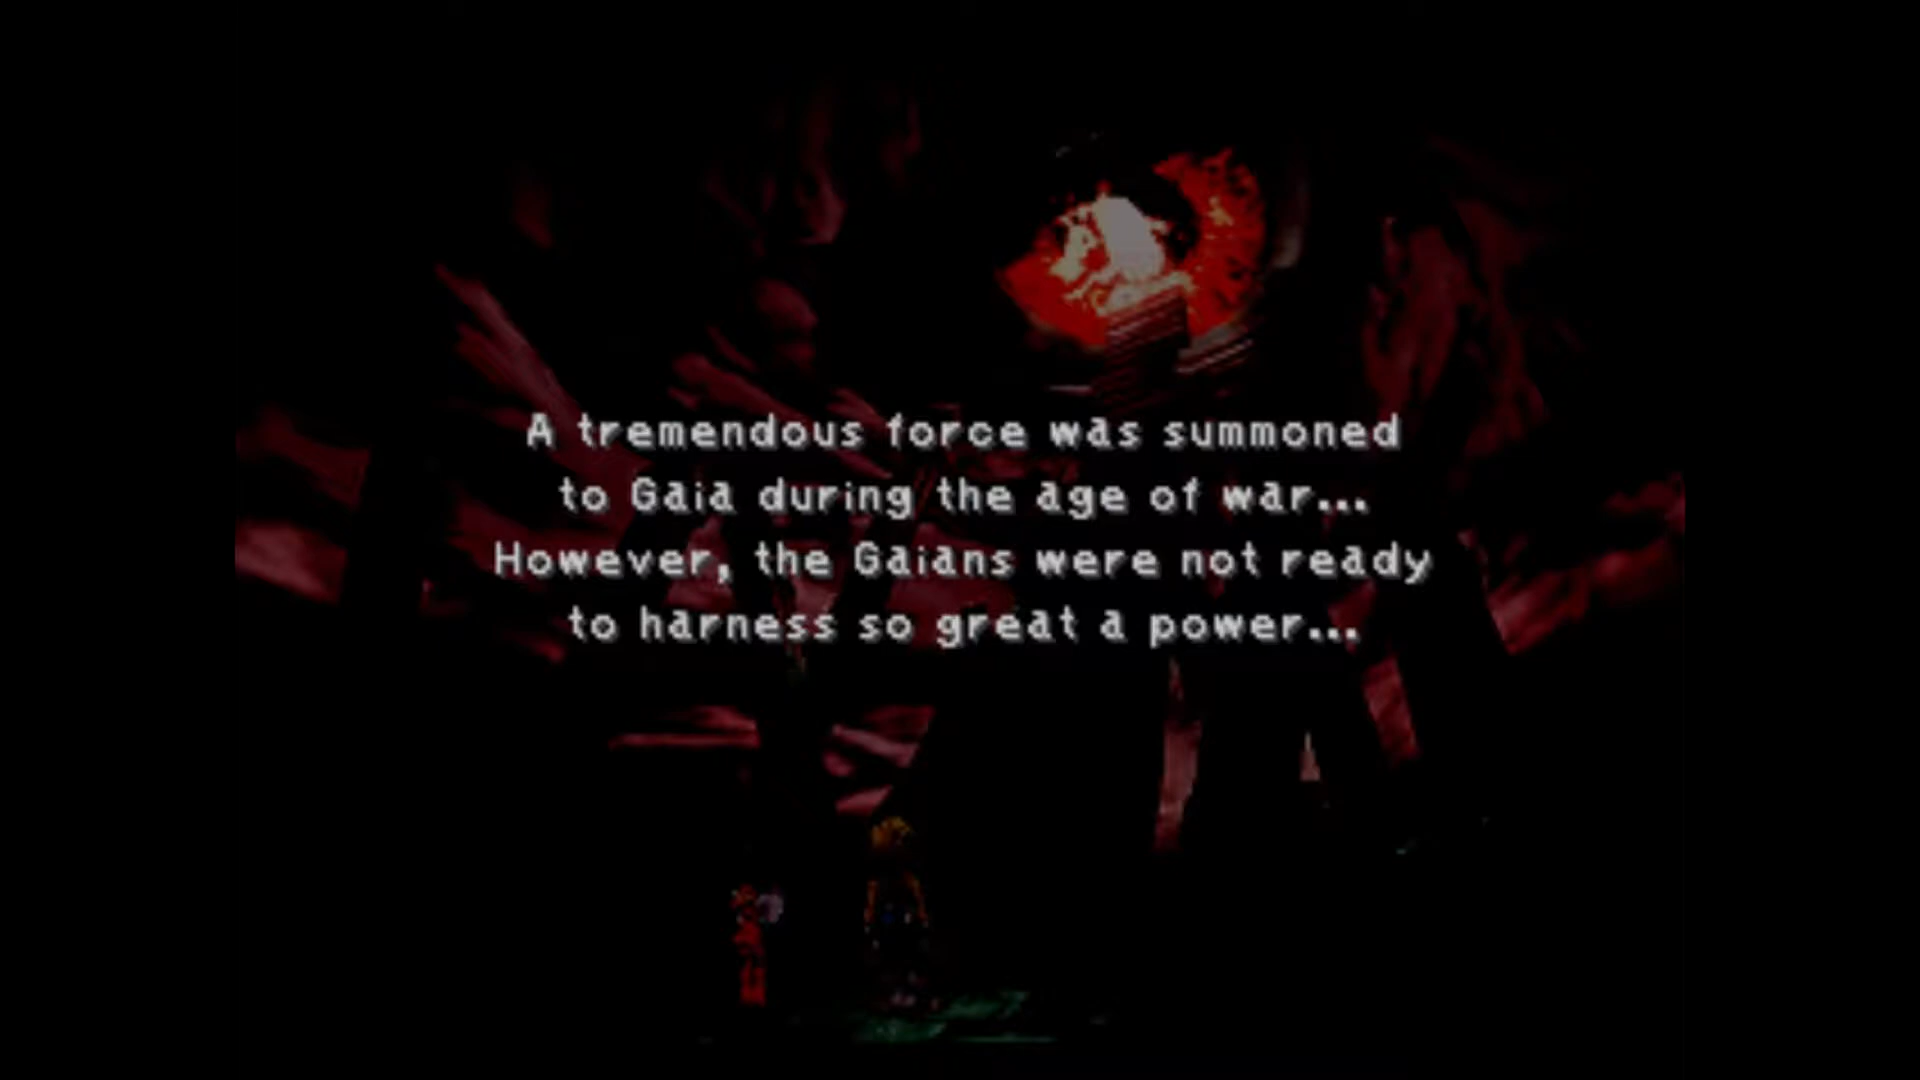 A tremendous force was summoned
to Gaia during the age of war...
However, the Gaians were not ready
to harness so great a power...